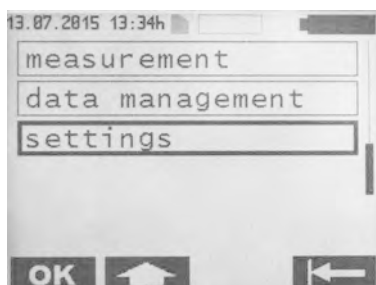 13.07.2015 13:34h
measurement
data management
settings
OK